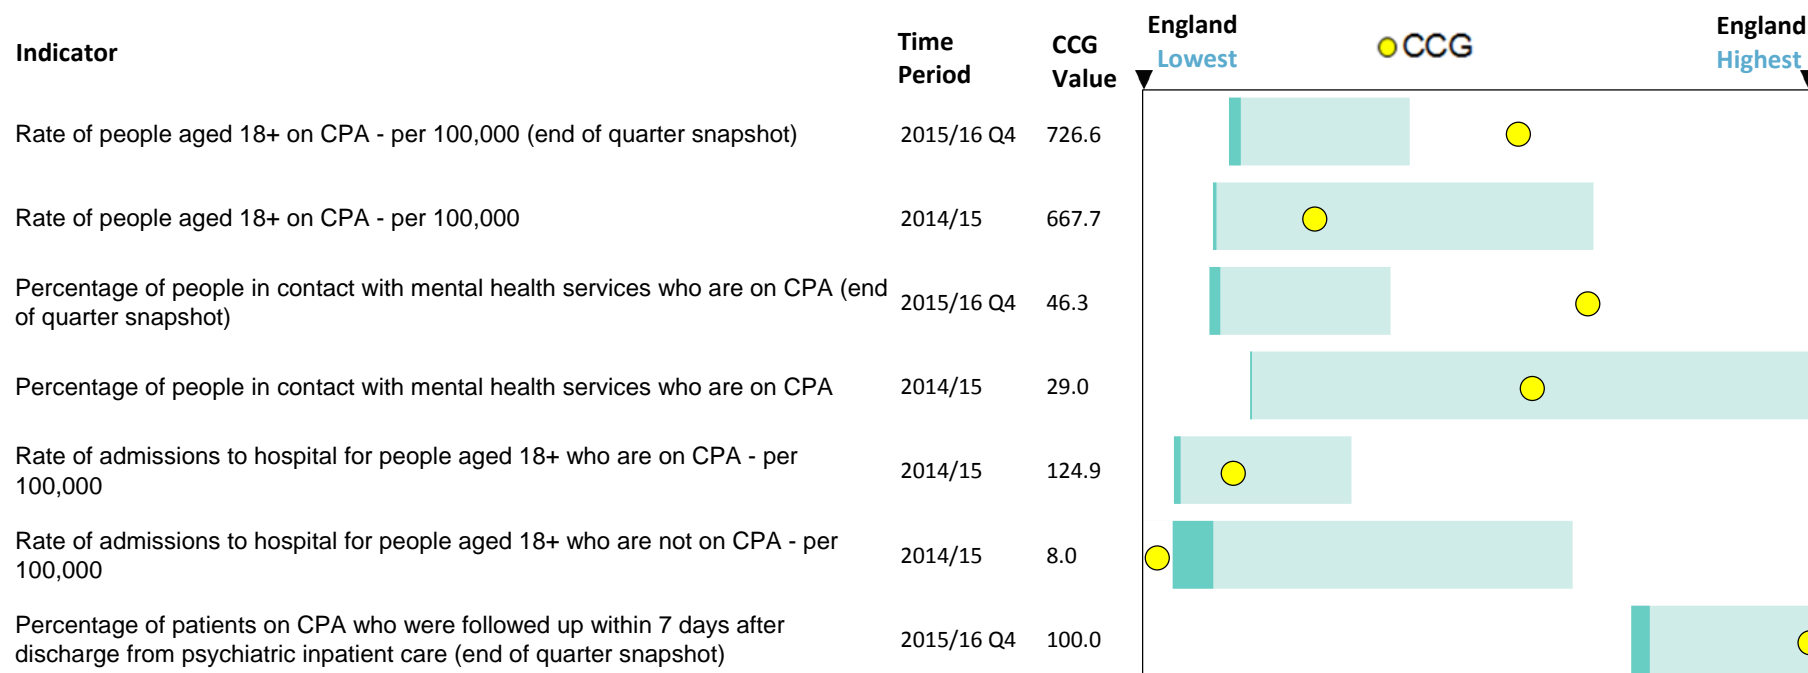 Indicator
Time
Period
CCG
Value
England
Lowest
CCG
England
Highest
Rate of people aged 18+ on CPA - per 100,000 (end of quarter snapshot) 2015/16 Q4 726.6
Rate of people aged 18+ on CPA - per 100,000 2014/15 667.7
Percentage of people in contact with mental health services who are on CPA (end
of quarter snapshot) 2015/16 Q4 46.3
Percentage of people in contact with mental health services who are on CPA 2014/15 29.0
Rate of admissions to hospital for people aged 18+ who are on CPA - per
100,000 2014/15 124.9
Rate of admissions to hospital for people aged 18+ who are not on CPA - per
100,000 2014/15 8.0
Percentage of patients on CPA who were followed up within 7 days after
discharge from psychiatric inpatient care (end of quarter snapshot) 2015/16 Q4 100.0